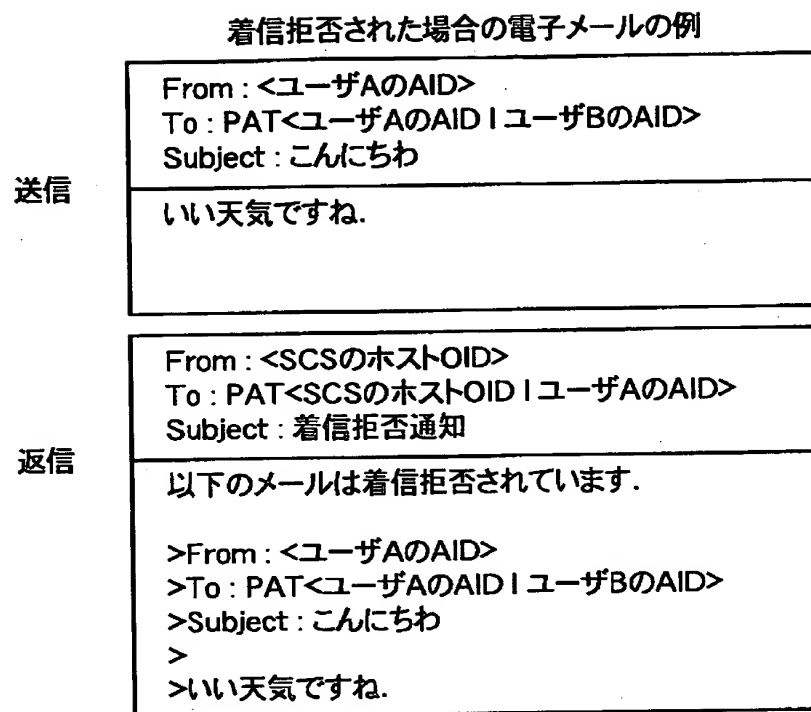 着信拒否された場合の電子メールの例
送信
From : <ユーザAのAID>
To : PAT<ユーザAのAID | ユーザBのAID>
Subject : こんにちわ
いい天気ですね.
返信
From : <SCSのホストOID>
To : PAT<SCSのホストOID | ユーザAのAID>
Subject : 着信拒否通知
以下のメールは着信拒否されています.
>From : <ユーザAのAID>
>To : PAT<ユーザAのAID | ユーザBのAID>
>Subject : こんにちわ
>
>いい天気ですね.